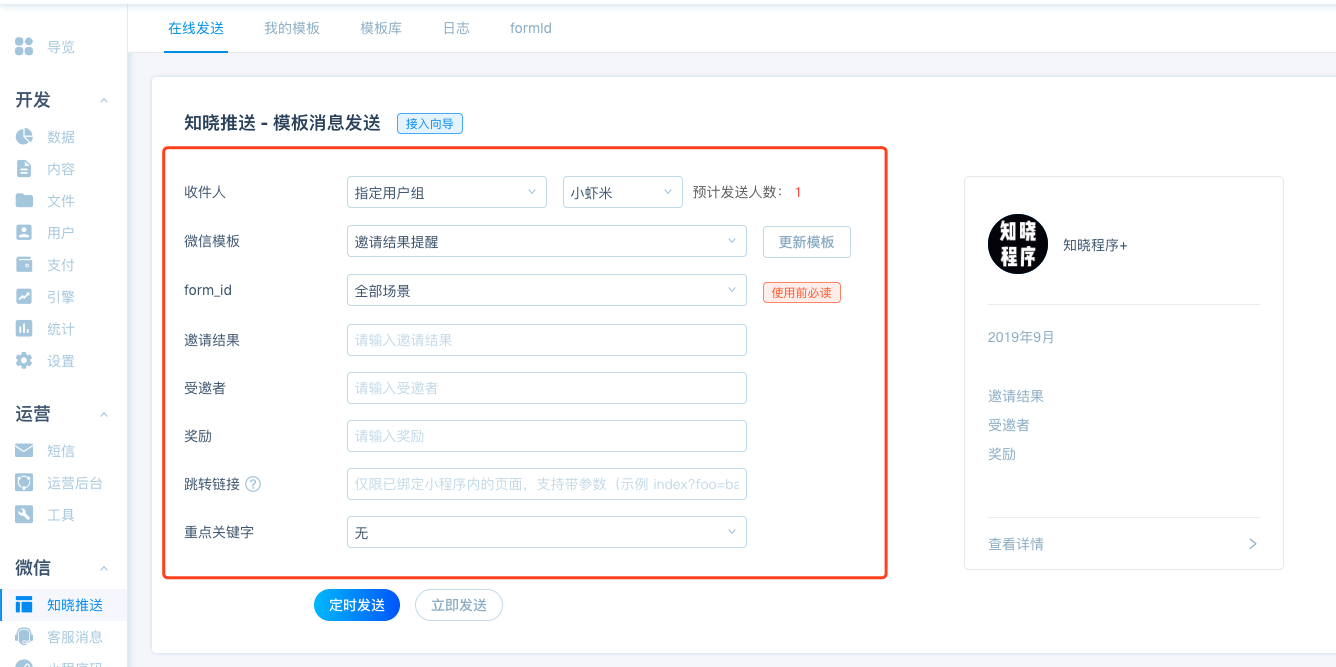 在线发送 我的模板 模板库 日志 formId
导览
开发
数据
内容
文件
用户
支付
引擎
统计
设置
运营
短信
运营后台
工具
微信
知晓推送
客服消息
小程序码
知晓推送 - 模板消息发送 接入向导
收件人 指定用户组 小虾米 预计发送人数： 1
微信模板 邀请结果提醒 更新模板
form_id 全部场景 使用前必读
邀请结果 请输入邀请结果
受邀者 请输入受邀者
奖励 请输入奖励
跳转链接 ? 仅限已绑定小程序内的页面，支持带参数（示例 index?foo=ba
重点关键字 无
定时发送 立即发送
知晓
程序
知晓程序+
2019年9月
邀请结果
受邀者
奖励
查看详情